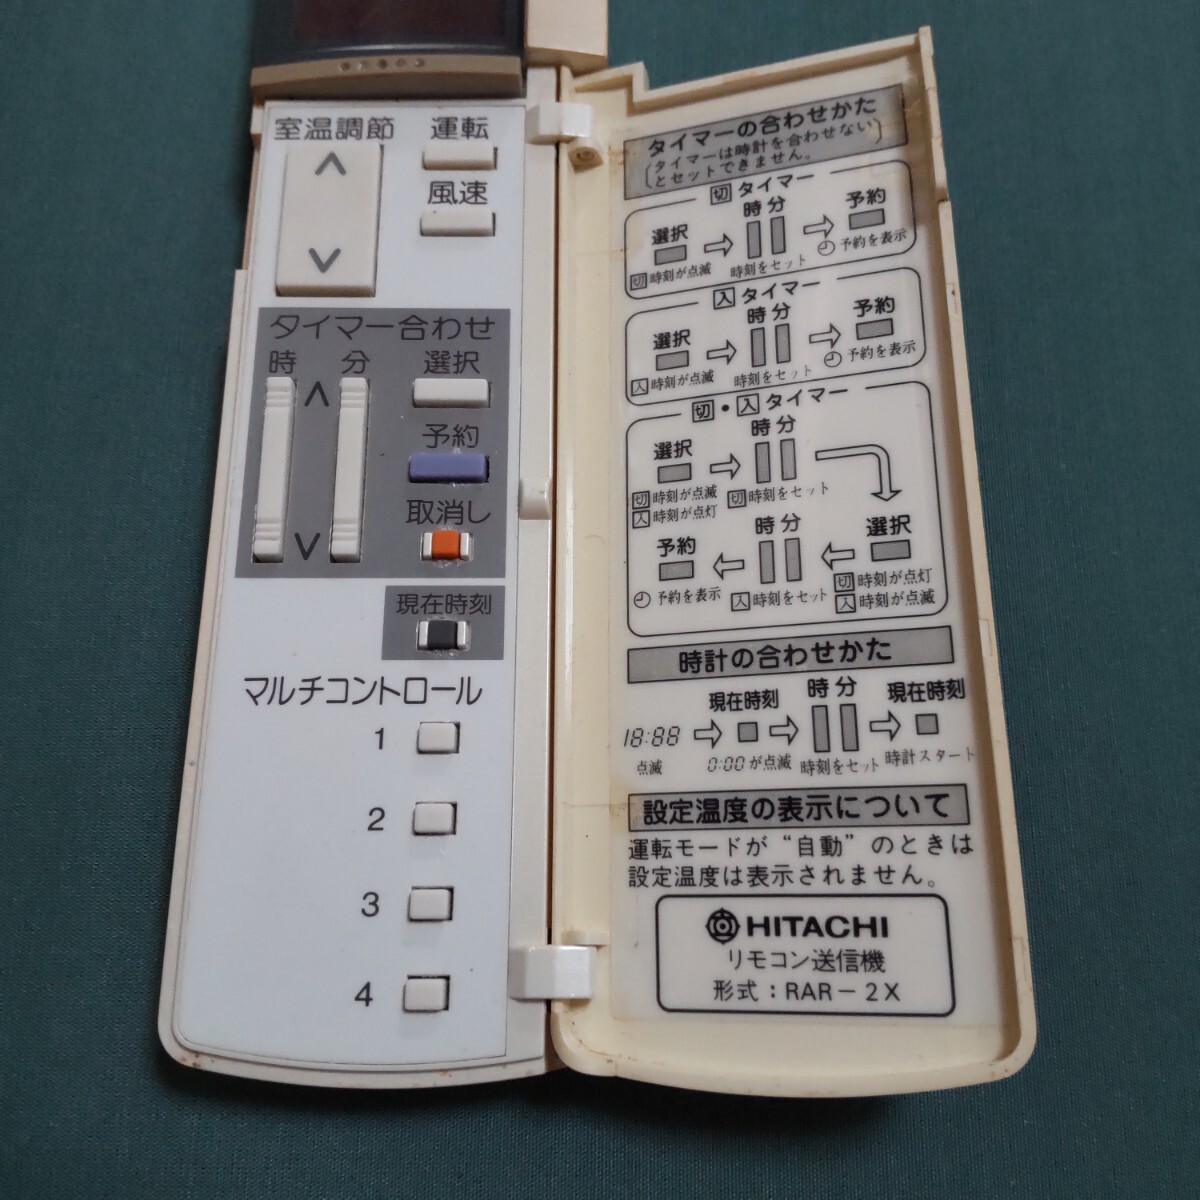 室温調節 運転
風速
タイマー合わせ
時 分 選択
予約
取消し
現在時刻
マルチコントロール
1
2
3
4
タイマーの合わせかた
(タイマーは時計を合わせない
とセットできません。)
切 タイマー
選択 時 分 予約
切 時刻が点滅 時刻をセット 予約を表示
入 タイマー
選択 時 分 予約
入 時刻が点滅 時刻をセット 予約を表示
切・入 タイマー
選択 時 分
切 時刻が点滅 切 時刻をセット
入 時刻が点灯
予約 時 分 選択
予約を表示 入 時刻をセット 切 時刻が点灯
入 時刻が点滅
時計の合わせかた
現在時刻 時 分 現在時刻
18:88
点滅 0:00が点滅 時刻をセット 時計スタート
設定温度の表示について
運転モードが“自動”のときは
設定温度は表示されません。
HITACHI
リモコン送信機
形式:RAR-2X